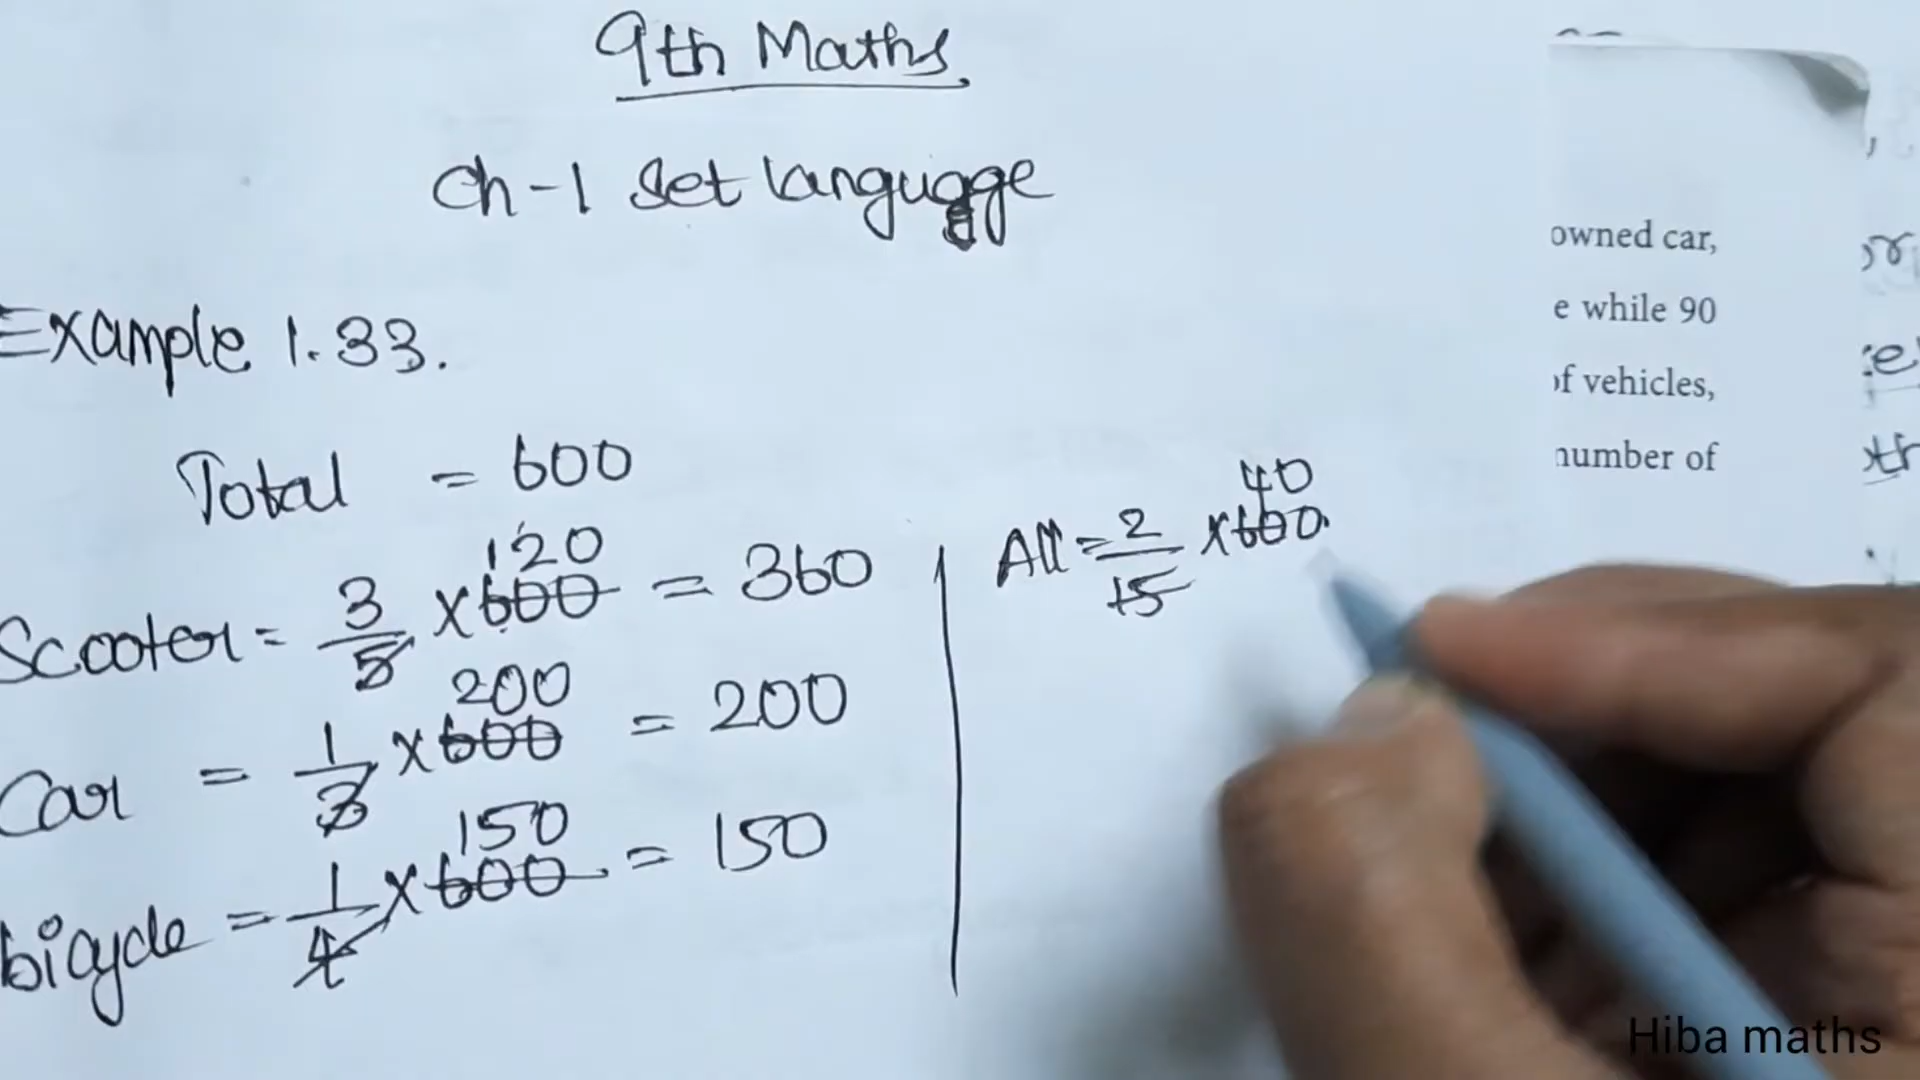 9th Maths
Ch-1 Set language
Example 1.33.
Total = 600
120
Scooter = 3/5 x 600 = 360
200
Car = 1/3 x 600 = 200
150
bicycle = 1/4 x 600 = 150
40
All = 2/15 x 600
owned car,
e while 90
of vehicles,
number of
Hiba maths